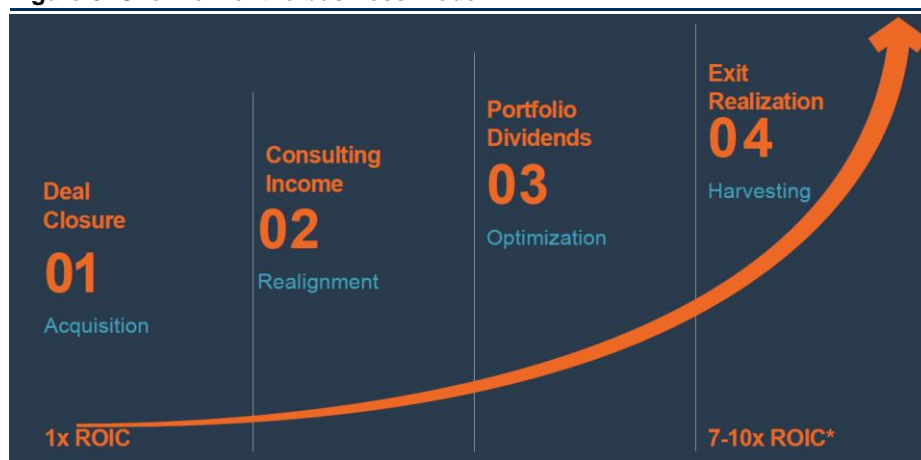 Deal
Closure
01
Acquisition
Consulting
Income
02
Realignment
Portfolio
Dividends
03
Optimization
Exit
Realization
04
Harvesting
1x ROIC
7-10x ROIC*